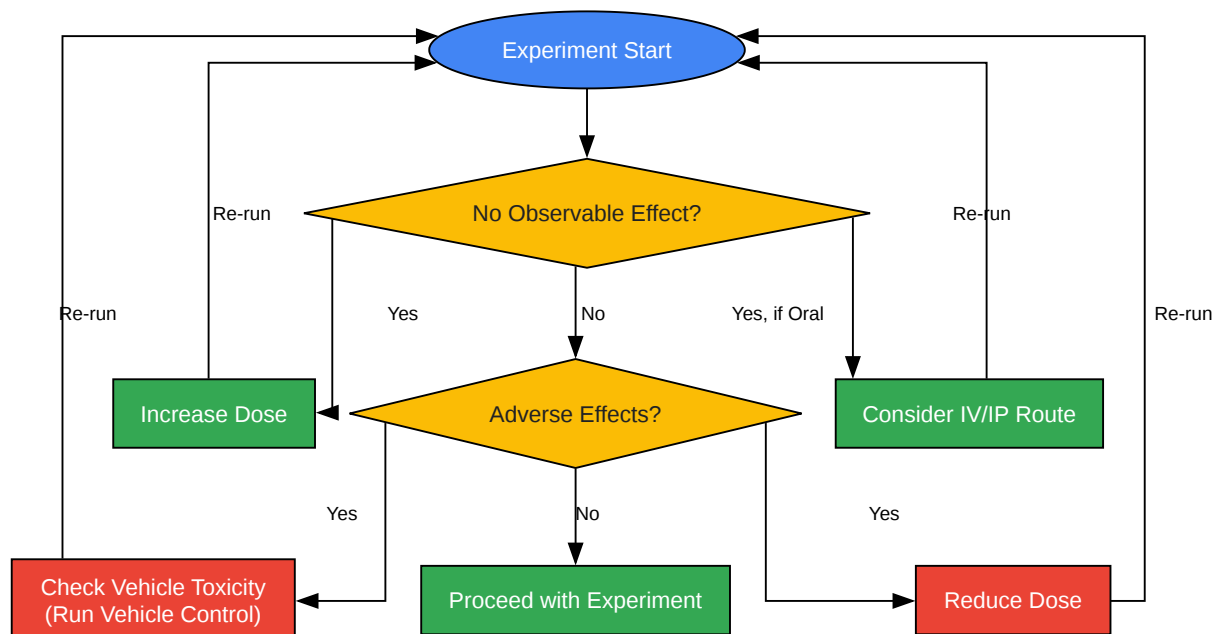 Experiment Start
No Observable Effect?
Re-run
Re-run
Re-run
Yes
No
Yes, if Oral
Re-run
Increase Dose
Adverse Effects?
Consider IV/IP Route
Yes
No
Yes
Check Vehicle Toxicity
(Run Vehicle Control)
Proceed with Experiment
Reduce Dose